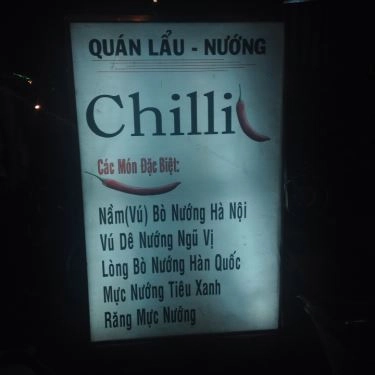 QUÁN LẨU - NƯỚNG
Chilli
Các Món Đặc Biệt:
Nầm(Vú) Bò Nướng Hà Nội
Vú Dê Nướng Ngũ Vị
Lòng Bò Nướng Hàn Quốc
Mực Nướng Tiêu Xanh
Răng Mực Nướng